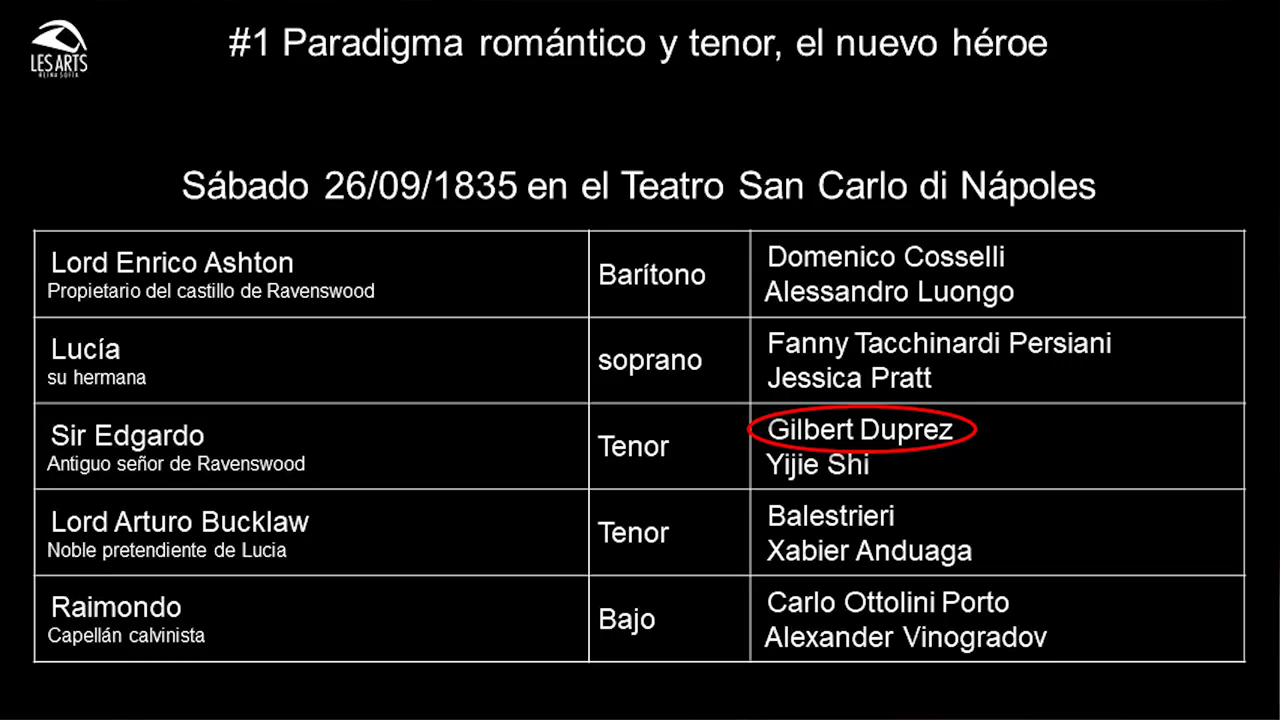 LES ARTS
REINA SOFÍA
#1 Paradigma romántico y tenor, el nuevo héroe
Sábado 26/09/1835 en el Teatro San Carlo di Nápoles
Lord Enrico Ashton
Propietario del castillo de Ravenswood
Barítono
Domenico Cosselli
Alessandro Luongo
Lucía
su hermana
soprano
Fanny Tacchinardi Persiani
Jessica Pratt
Sir Edgardo
Antiguo señor de Ravenswood
Tenor
Gilbert Duprez
Yijie Shi
Lord Arturo Bucklaw
Noble pretendiente de Lucia
Tenor
Balestrieri
Xabier Anduaga
Raimondo
Capellán calvinista
Bajo
Carlo Ottolini Porto
Alexander Vinogradov